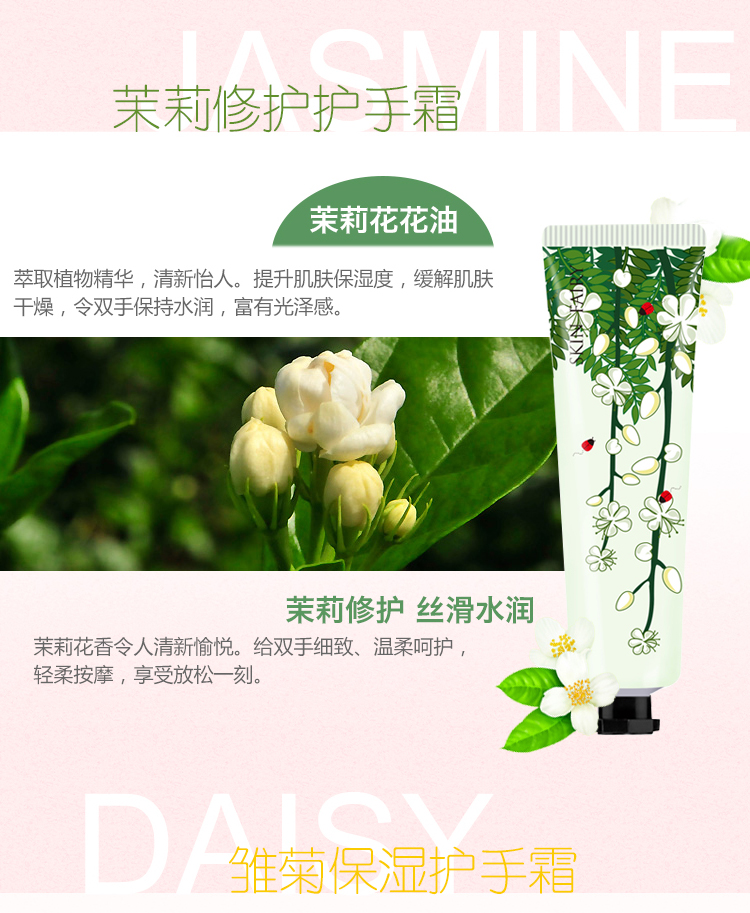 JASMINE
茉莉修护护手霜
茉莉花花油
萃取植物精华，清新怡人。提升肌肤保湿度，缓解肌肤
干燥，令双手保持水润，富有光泽感。
茉莉修护 丝滑水润
茉莉花香令人清新愉悦。给双手细致、温柔呵护，
轻柔按摩，享受放松一刻。
DAISY
雏菊保湿护手霜